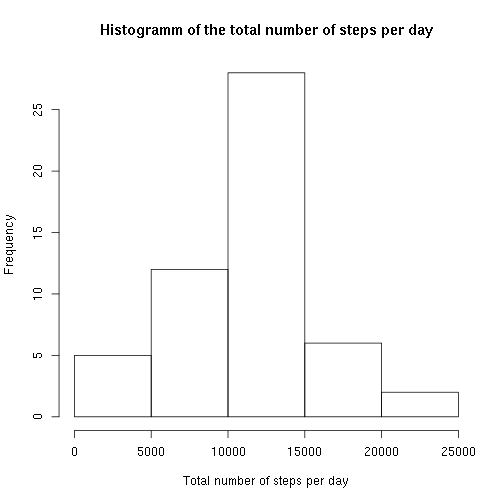 Histogramm of the total number of steps per day
25
20
15
10
5
0
Frequency
0 5000 10000 15000 20000 25000
Total number of steps per day